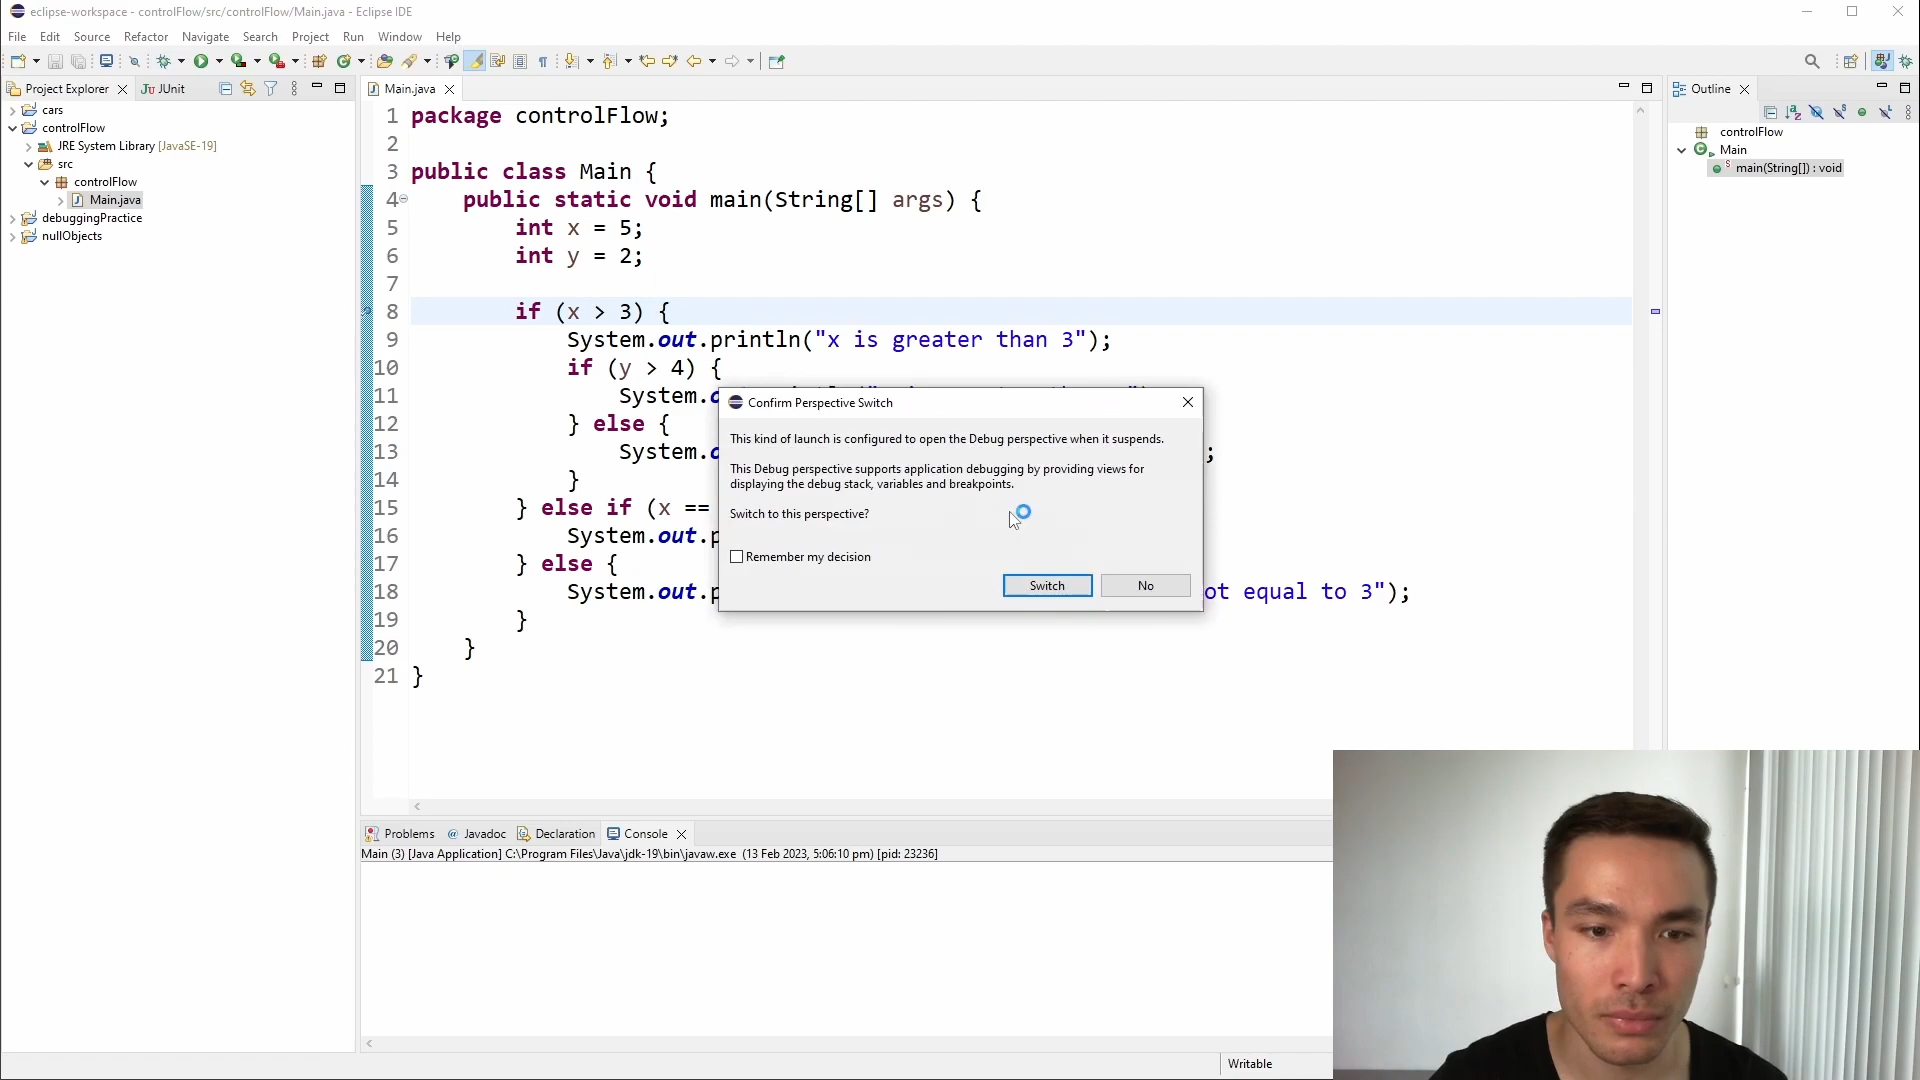 eclipse-workspace - controlFlow/src/controlFlow/Main.java - Eclipse IDE
File Edit Source Refactor Navigate Search Project Run Window Help
Project Explorer
JUnit
cars
controlFlow
JRE System Library [JavaSE-19]
src
controlFlow
Main.java
debuggingPractice
nullObjects
Main.java
1 package controlFlow;
2
3 public class Main {
4 public static void main(String[] args) {
5 int x = 5;
6 int y = 2;
7
8 if (x > 3) {
9 System.out.println("x is greater than 3");
10 if (y > 4) {
11 System.o
12 } else {
13 System.o ;
14 }
15 } else if (x ==
16 System.out.p
17 } else {
18 System.out.p ot equal to 3");
19 }
20 }
21 }
Confirm Perspective Switch
This kind of launch is configured to open the Debug perspective when it suspends.
This Debug perspective supports application debugging by providing views for
displaying the debug stack, variables and breakpoints.
Switch to this perspective?
Remember my decision
Switch No
Outline
controlFlow
Main
main(String[]) : void
Problems @ Javadoc Declaration Console
Main (3) [Java Application] C:\Program Files\Java\jdk-19\bin\javaw.exe (13 Feb 2023, 5:06:10 pm) [pid: 23236]
Writable